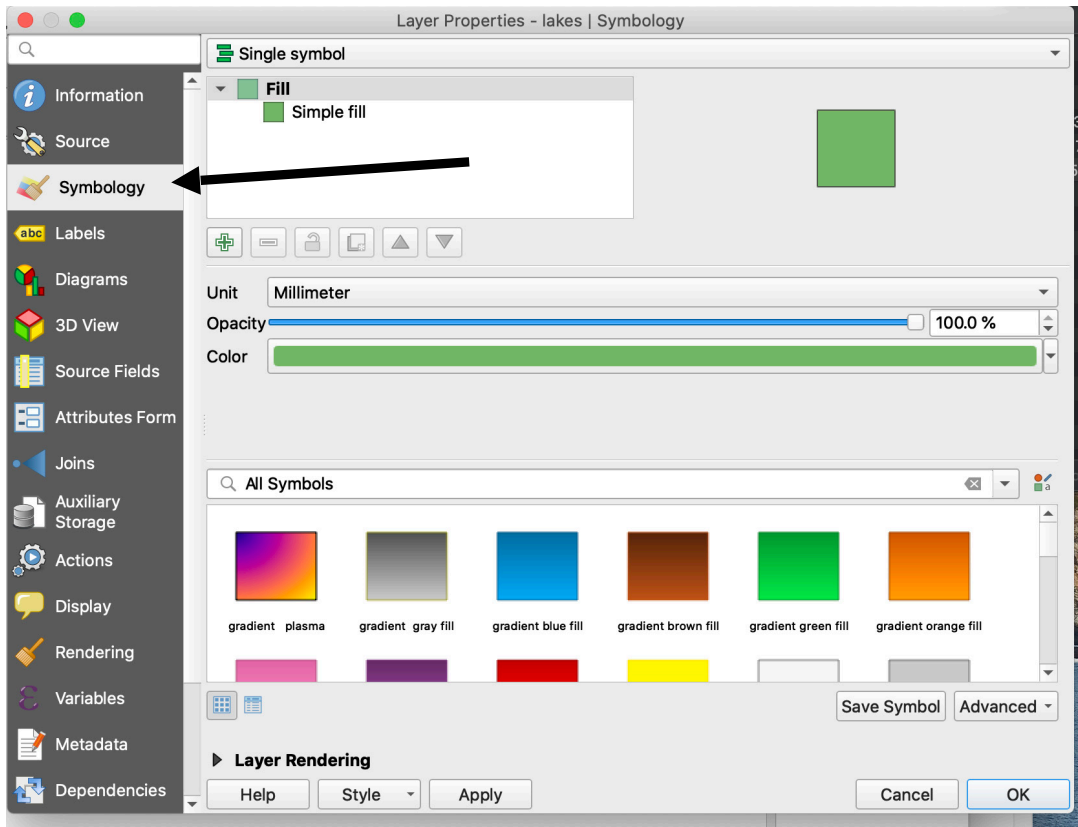 Layer Properties - lakes | Symbology
Information
Source
Symbology
abc Labels
Diagrams
3D View
Source Fields
Attributes Form
Joins
Auxiliary
Storage
Actions
Display
Rendering
Variables
Metadata
Dependencies
Single symbol
Fill
Simple fill
Unit Millimeter
Opacity 100.0 %
Color
All Symbols
gradient plasma gradient gray fill gradient blue fill gradient brown fill gradient green fill gradient orange fill
Save Symbol Advanced
Layer Rendering
Help Style Apply Cancel OK